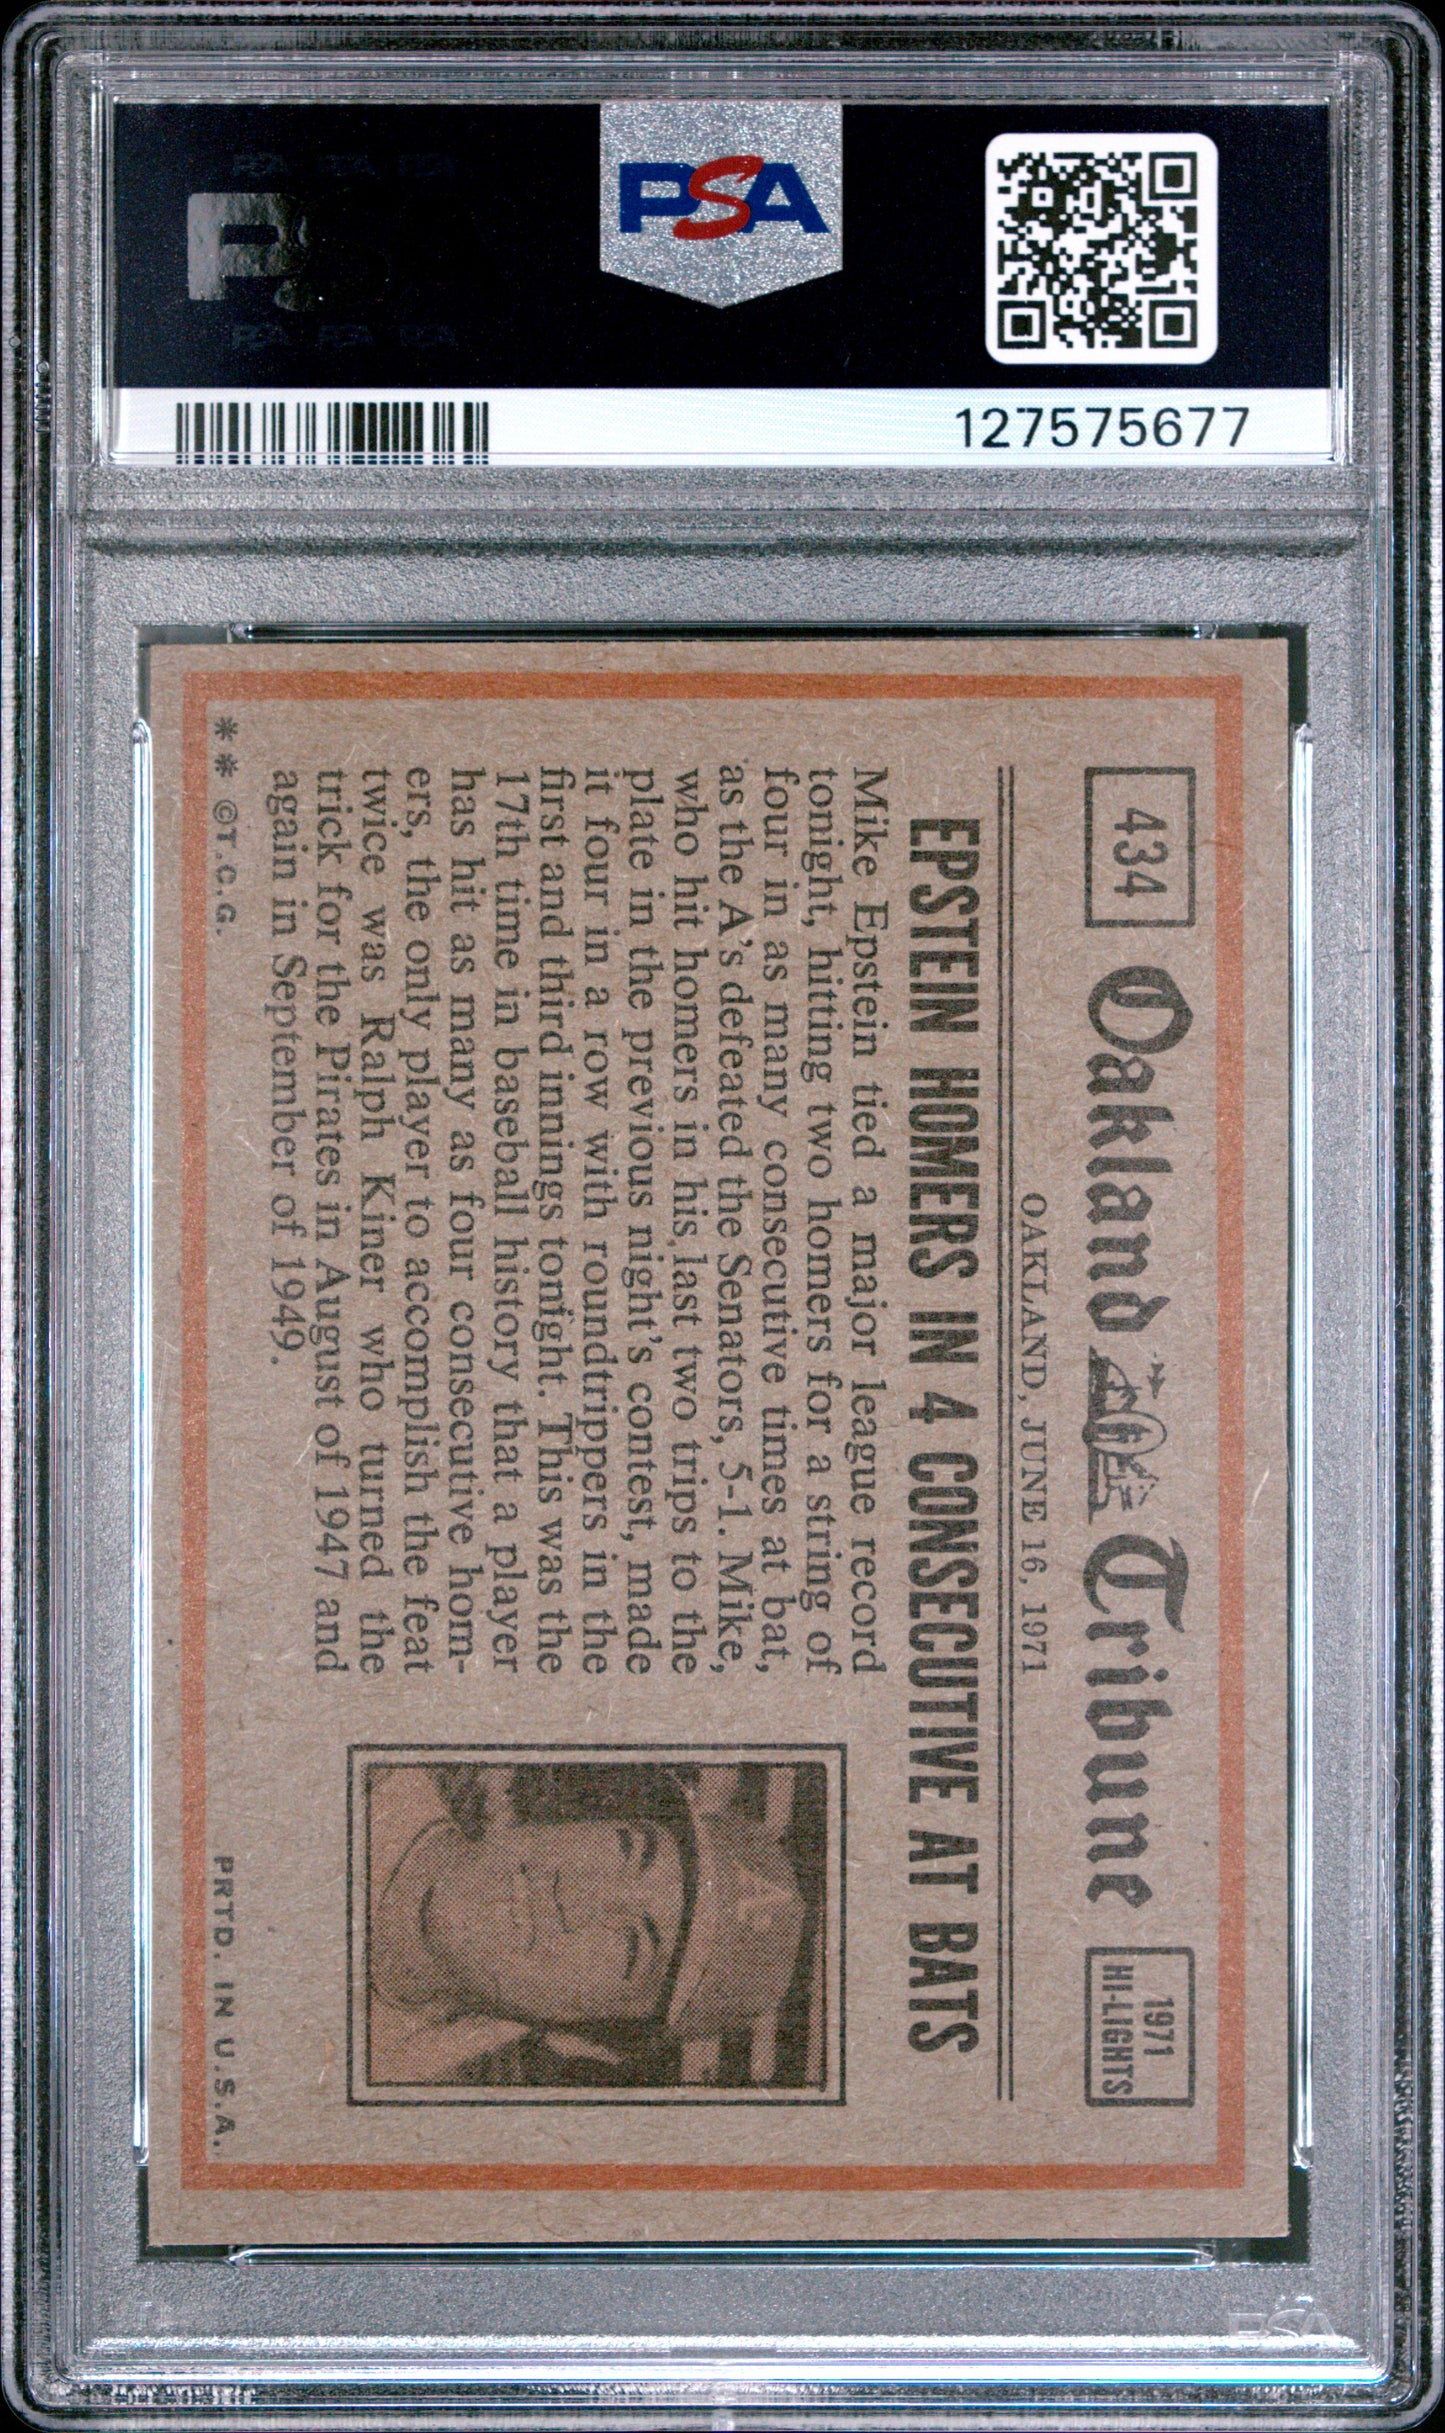 PSA
127575677
434
Oakland Tribune
1971
HI-LIGHTS
OAKLAND, JUNE 16, 1971
EPSTEIN HOMERS IN 4 CONSECUTIVE AT BATS
Mike Epstein tied a major league record
tonight, hitting two homers for a string of
four in as many consecutive times at bat,
as the A's defeated the Senators, 5-1. Mike,
who hit homers in his last two trips to the
plate in the previous night's contest, made
it four in a row with roundtrippers in the
first and third innings tonight. This was the
17th time in baseball history that a player
has hit as many as four consecutive hom-
ers, the only player to accomplish the feat
twice was Ralph Kiner who turned the
trick for the Pirates in August of 1947 and
again in September of 1949.
** ©T.C.G.
PRTD. IN U.S.A.
PSA